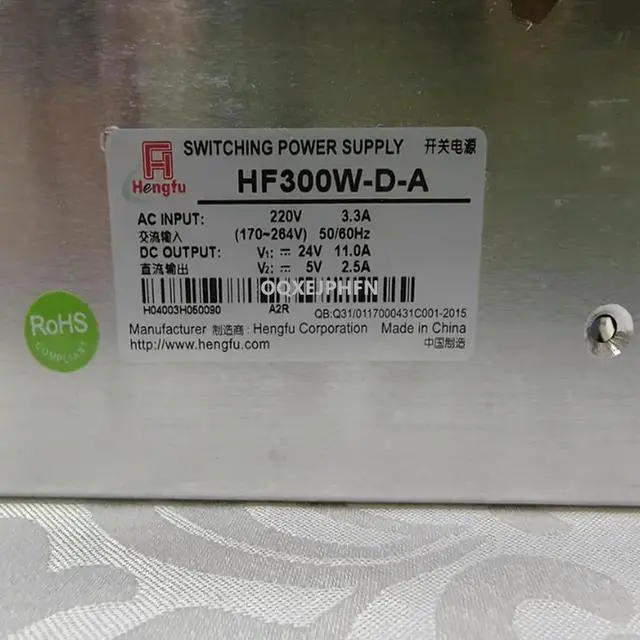 SWITCHING POWER SUPPLY 开关电源
Hengfu
HF300W-D-A
AC INPUT: 220V 3.3A
交流输入 (170~264V) 50/60Hz
DC OUTPUT: V1: 24V 11.0A
直流输出 V2: 5V 2.5A
OQXEJPHFN
H04003H060090 A2R QB:Q31/0117000431C001-2015
Manufacturer 制造商: Hengfu Corporation Made in China
http://www.hengfu.com 中国制造
RoHS
COMPLIANT